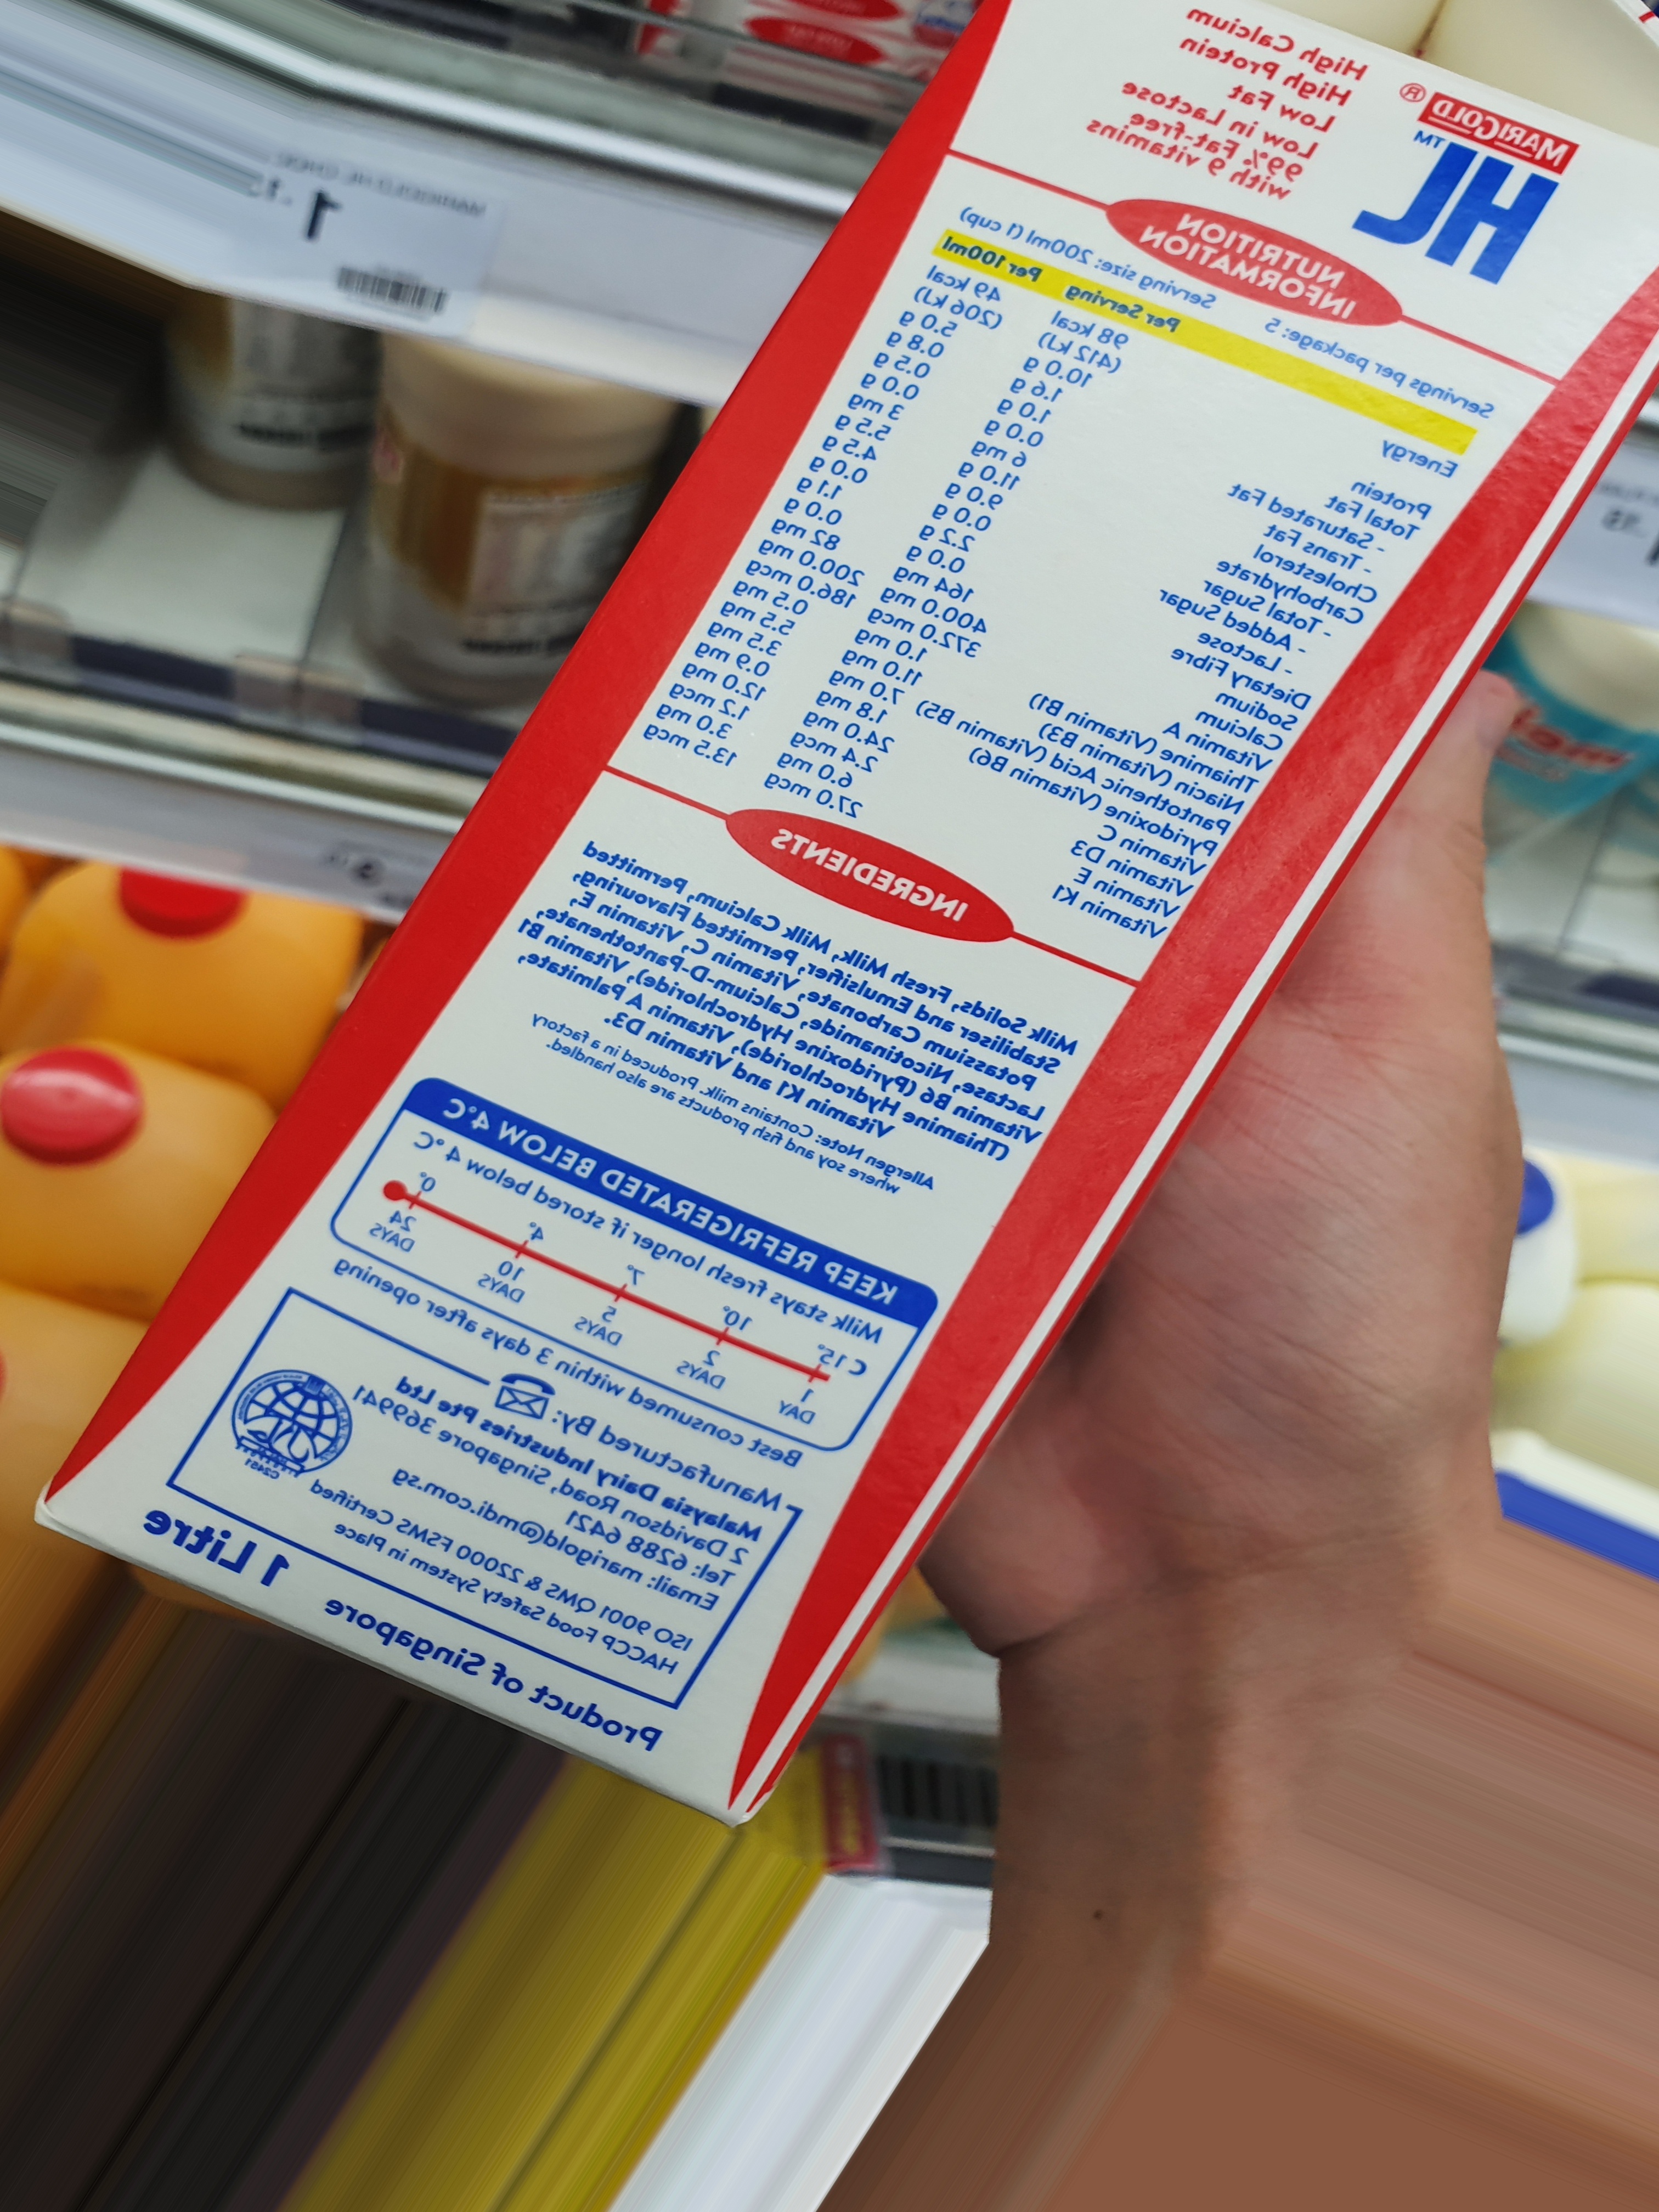 MARIGOLD®
HL™
High Calcium
High Protein
Low Fat
Low in Lactose
99% Fat-free
with 9 vitamins
NUTRITION
INFORMATION
Servings per package: 5 Serving size: 200ml (1 cup)
Per Serving Per 100ml
Energy 98 kcal 49 kcal
(412 kJ) (206 kJ)
Protein 10.0 g 5.0 g
Total Fat 1.6 g 0.8 g
- Saturated Fat 1.0 g 0.5 g
- Trans Fat 0.0 g 0.0 g
Cholesterol 6 mg 3 mg
Carbohydrate 11.0 g 5.5 g
- Total Sugar 9.0 g 4.5 g
- Added Sugar 0.0 g 0.0 g
- Lactose 2.2 g 1.1 g
Dietary Fibre 0.0 g 0.0 g
Sodium 164 mg 82 mg
Calcium 400.0 mg 200.0 mg
Vitamin A 372.0 mcg 186.0 mcg
Thiamine (Vitamin B1) 1.0 mg 0.5 mg
Niacin (Vitamin B3) 11.0 mg 5.5 mg
Pantothenic Acid (Vitamin B5) 7.0 mg 3.5 mg
Pyridoxine (Vitamin B6) 1.8 mg 0.9 mg
Vitamin C 24.0 mg 12.0 mg
Vitamin D3 2.4 mcg 1.2 mcg
Vitamin E 6.0 mg 3.0 mg
Vitamin K1 27.0 mcg 13.5 mcg
INGREDIENTS
Milk Solids, Fresh Milk, Milk Calcium, Permitted
Stabiliser and Emulsifier, Permitted Flavouring,
Potassium Carbonate, Vitamin C, Vitamin E,
Lactase, Nicotinamide, Calcium-D-Pantothenate,
Vitamin B6 (Pyridoxine Hydrochloride), Vitamin B1
(Thiamine Hydrochloride), Vitamin A Palmitate,
Vitamin K1 and Vitamin D3.
Allergen Note: Contains milk. Produced in a factory
where soy and fish products are also handled.
KEEP REFRIGERATED BELOW 4°C
Milk stays fresh longer if stored below 4°C
C 15° 10° 7° 4° 0°
1 2 5 10 24
DAY DAYS DAYS DAYS DAYS
Best consumed within 3 days after opening
Manufactured By:
Malaysia Dairy Industries Pte Ltd
2 Davidson Road, Singapore 369941
Tel: 6288 6421
Email: marigold@mdi.com.sg
ISO 9001 QMS & 22000 FSMS Certified
HACCP Food Safety System in Place
Product of Singapore 1 Litre